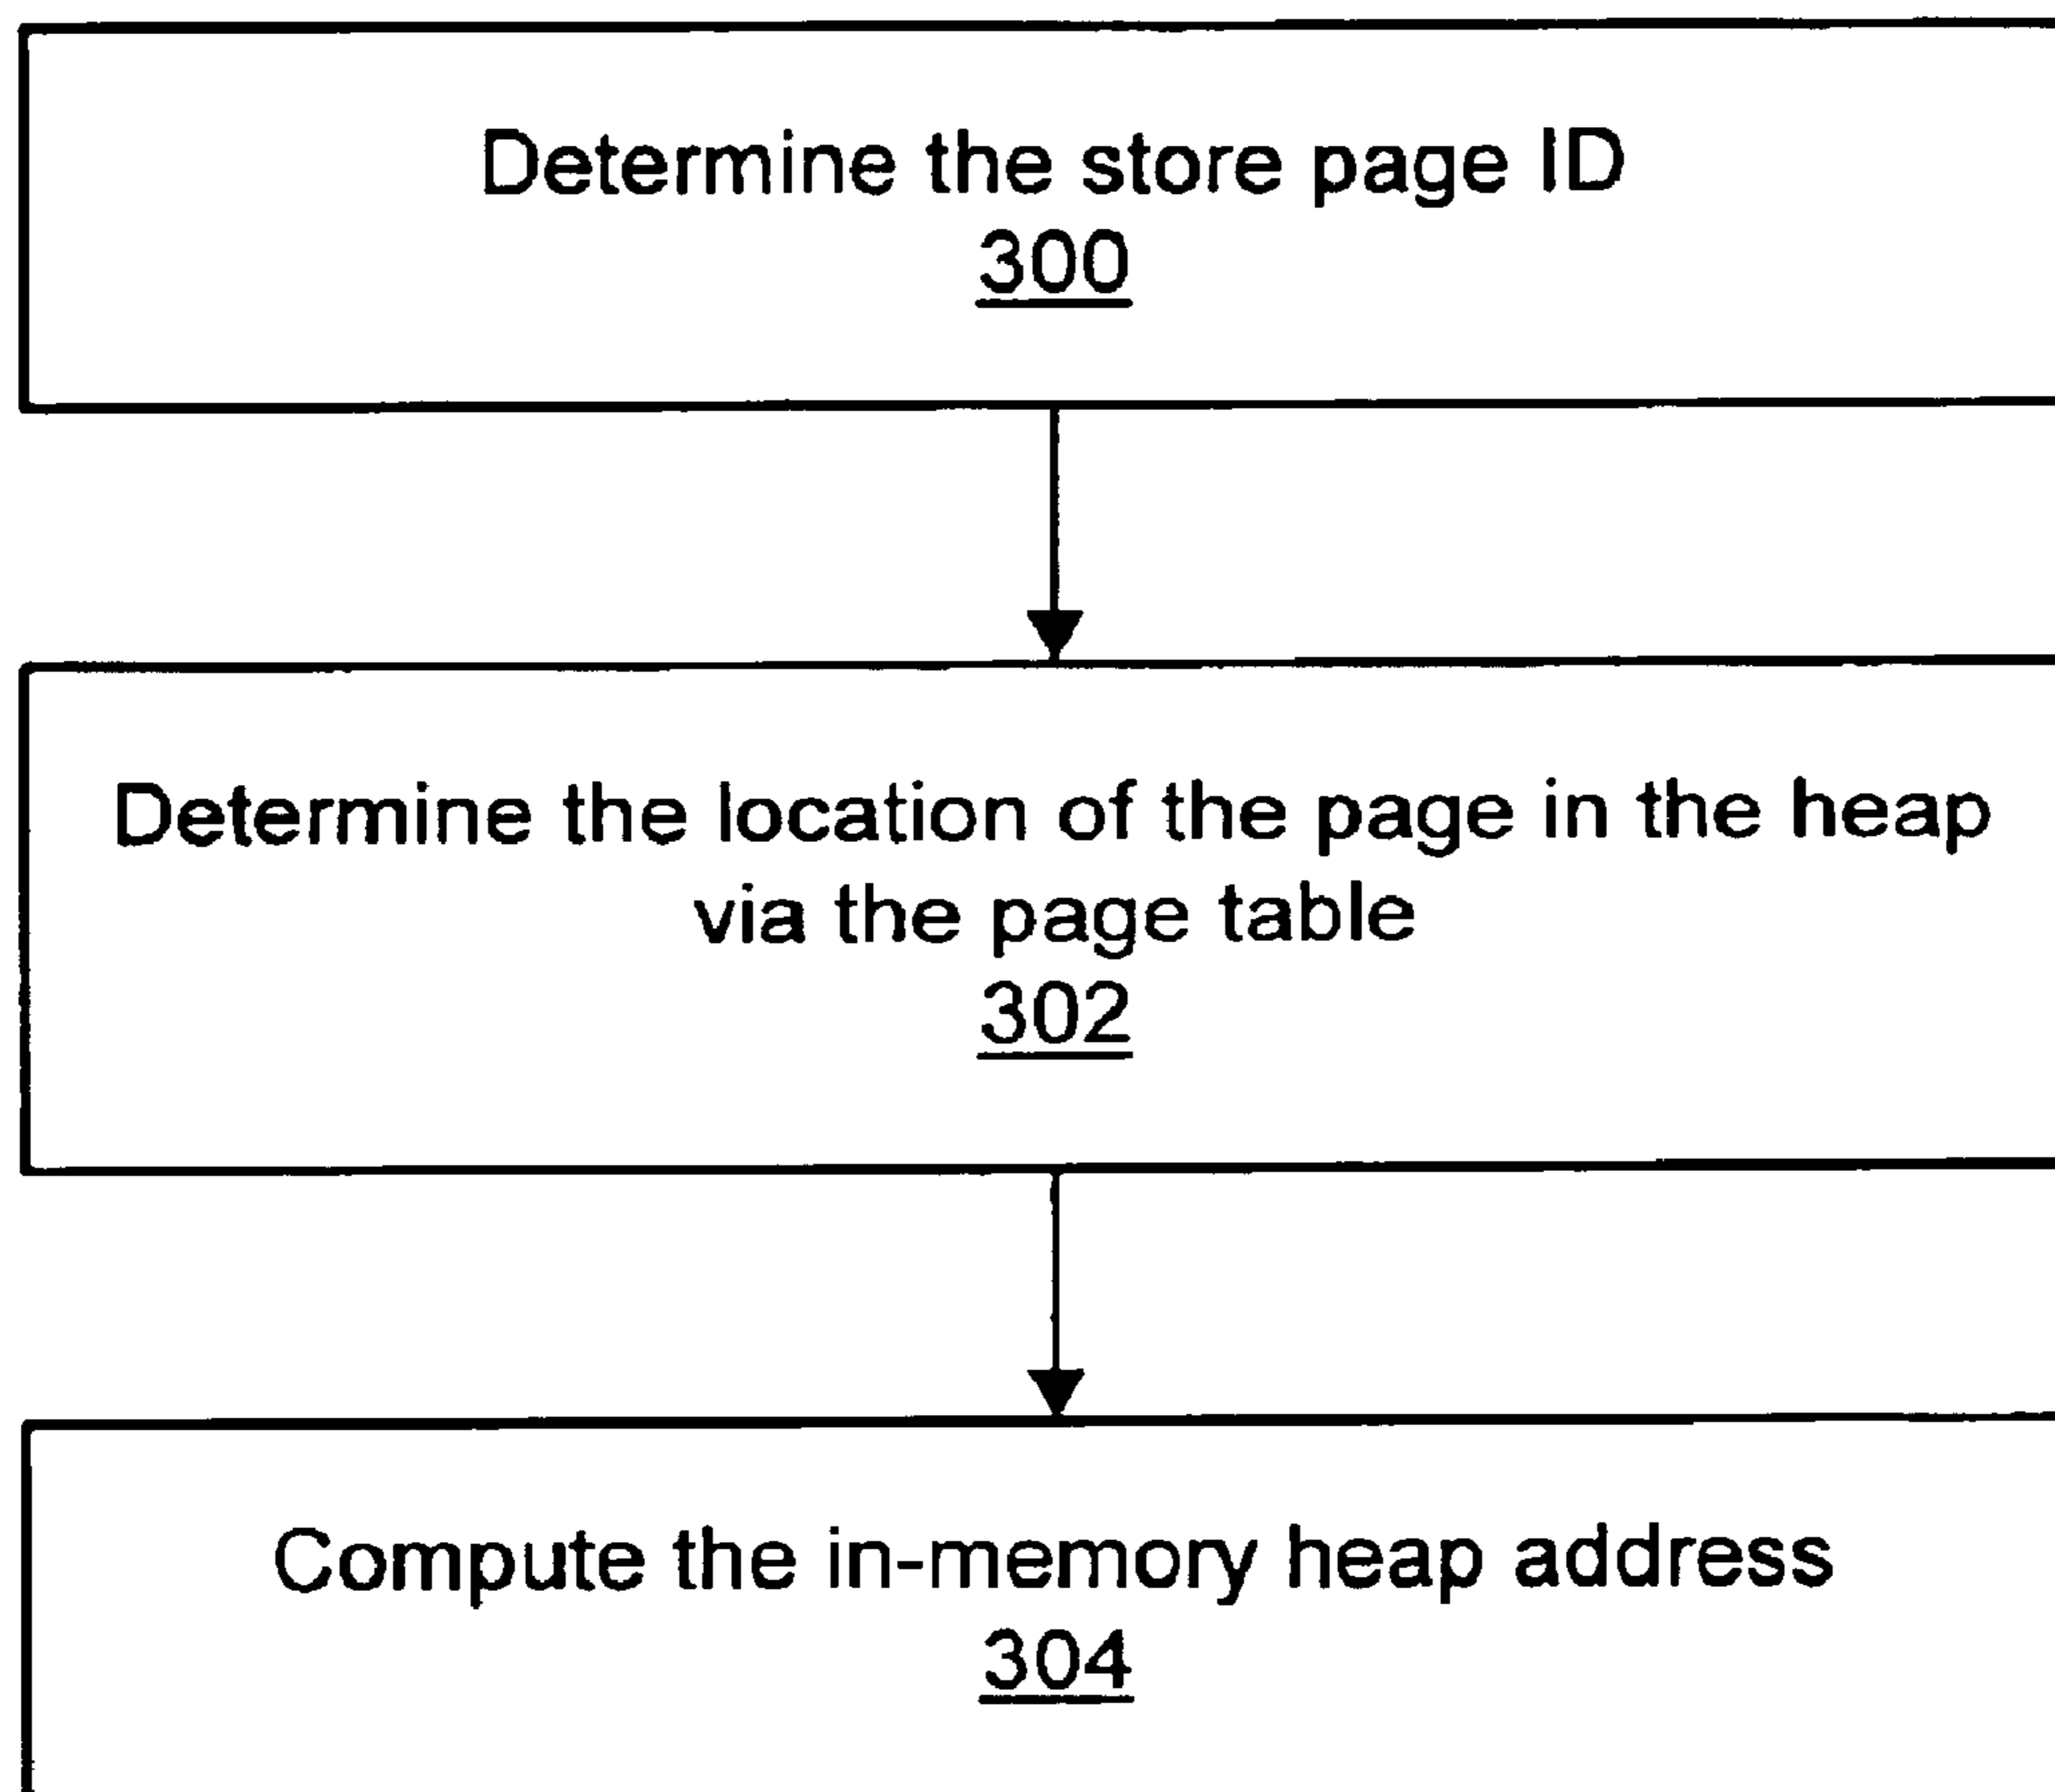 Determine the store page ID
300
Determine the location of the page in the heap
via the page table
302
Compute the in-memory heap address
304